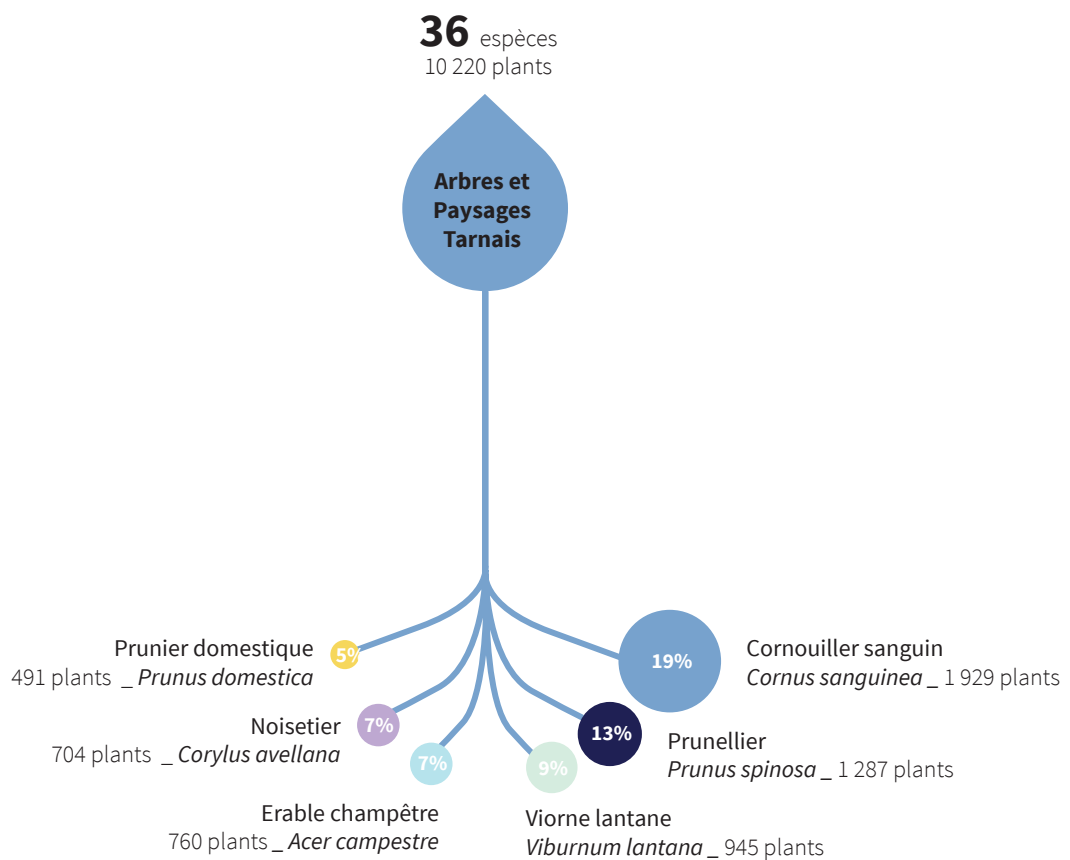 36 espèces
10 220 plants
Arbres et
Paysages
Tarnais
Prunier domestique
491 plants _ Prunus domestica
5%
Noisetier
704 plants _ Corylus avellana
7%
Erable champêtre
760 plants _ Acer campestre
7%
9%
Viorne lantane
Viburnum lantana _ 945 plants
13%
Prunellier
Prunus spinosa _ 1 287 plants
19%
Cornouiller sanguin
Cornus sanguinea _ 1 929 plants